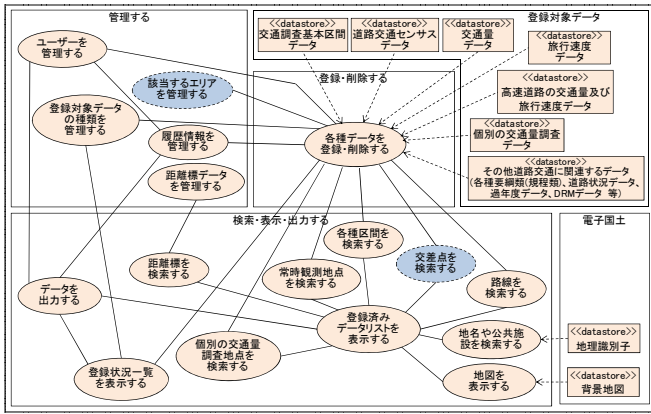 管理する
ユーザーを
管理する
該当するエリア
を管理する
登録対象データ
の種類を
管理する
履歴情報を
管理する
距離標データ
を管理する
登録対象データ
<<datastore>>
交通調査基本区間
データ
<<datastore>>
道路交通センサス
データ
<<datastore>>
交通量
データ
<<datastore>>
旅行速度
データ
<<datastore>>
高速道路の交通量及び
旅行速度データ
<<datastore>>
個別の交通量調査
データ
<<datastore>>
その他道路交通に関連するデータ
(各種要綱類(規程類)、道路状況データ、
過年度データ、DRMデータ 等)
登録・削除する
各種データを
登録・削除する
検索・表示・出力する
距離標を
検索する
各種区間を
検索する
常時観測地点
を検索する
交差点を
検索する
路線を
検索する
データを
出力する
登録済み
データリストを
表示する
個別の交通量
調査地点を
検索する
地名や公共施
設を検索する
登録状況一覧
を表示する
地図を
表示する
電子国土
<<datastore>>
地理識別子
<<datastore>>
背景地図